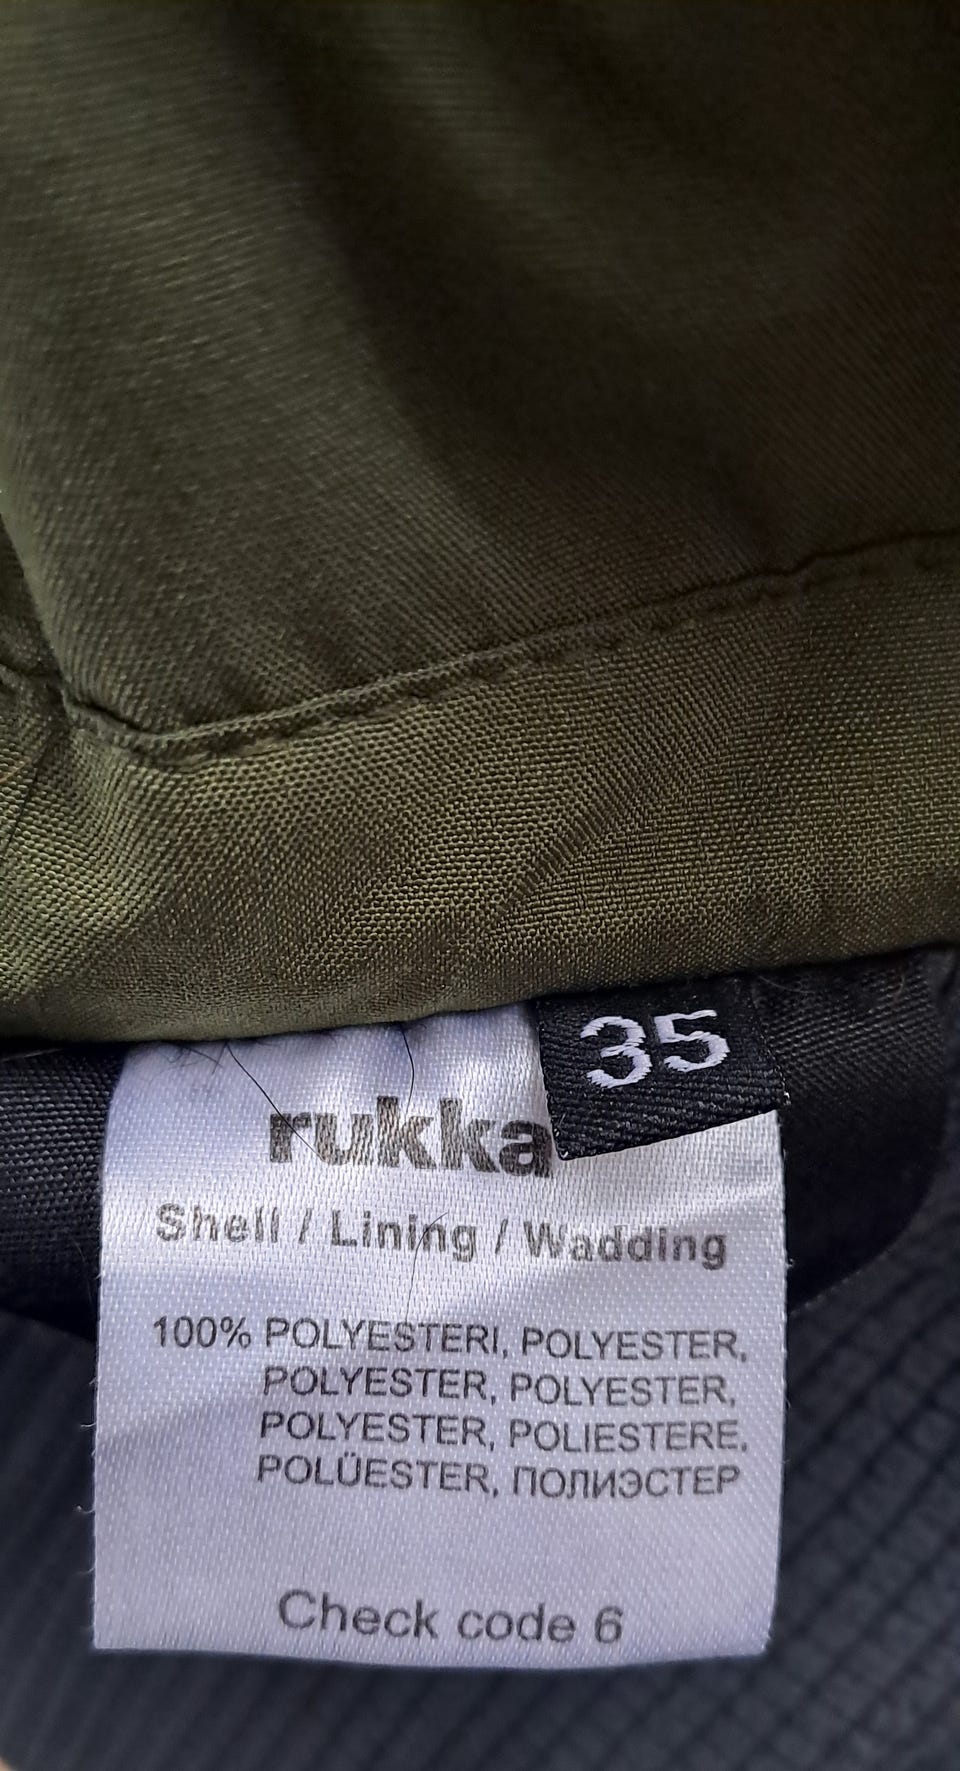 35
rukka
Shell / Lining / Wadding
100% POLYESTERI, POLYESTER,
POLYESTER, POLYESTER,
POLYESTER, POLIESTERE,
POLÜESTER, ПОЛИЭСТЕР
Check code 6